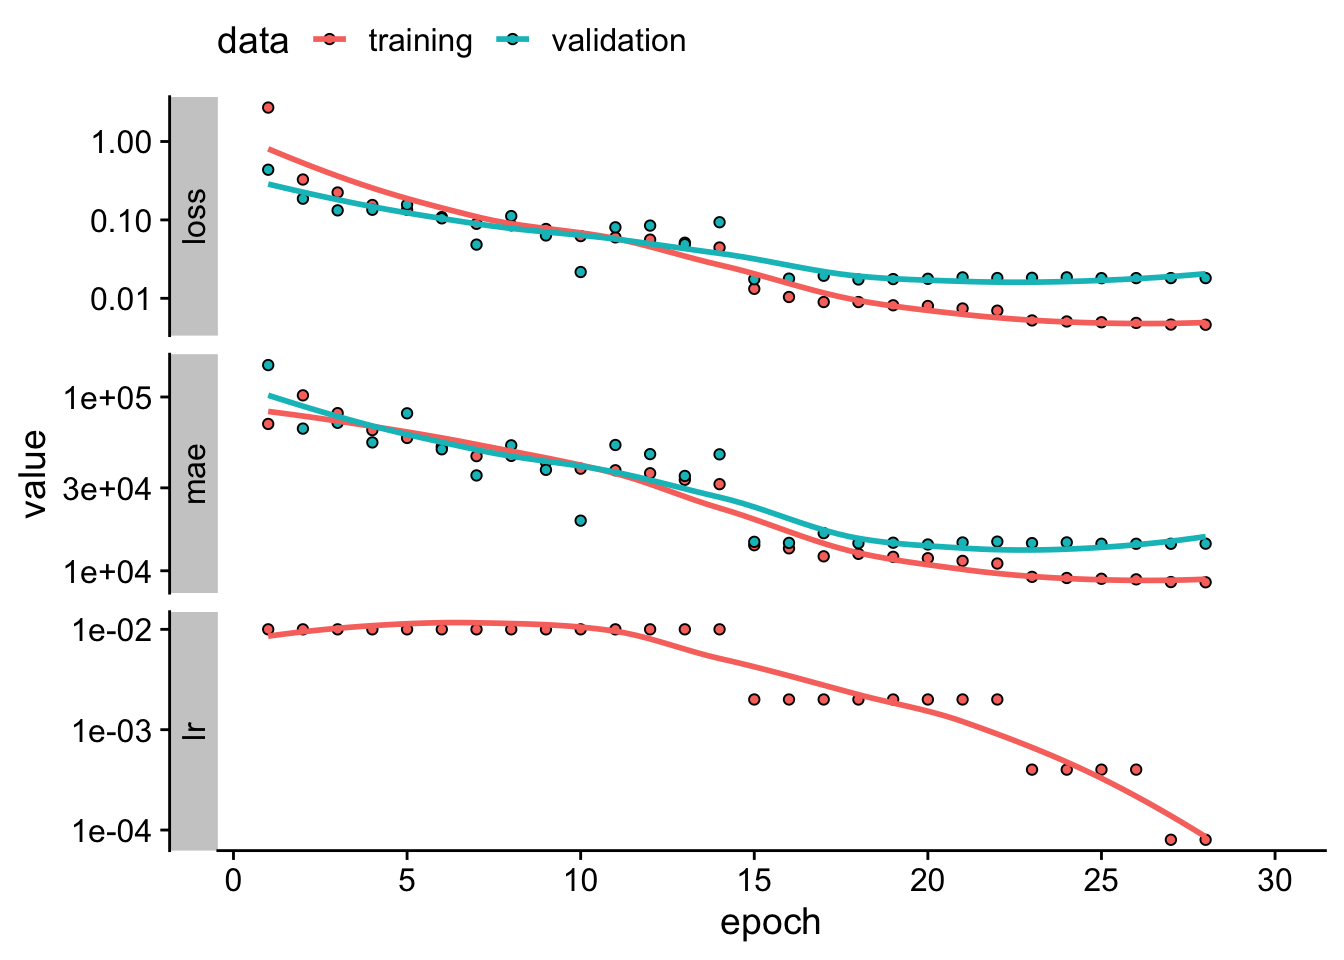 data training validation
loss
1.00
0.10
0.01
value
mae
1e+05
3e+04
1e+04
lr
1e-02
1e-03
1e-04
0 5 10 15 20 25 30
epoch